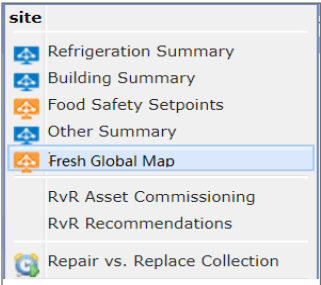 site
Refrigeration Summary
Building Summary
Food Safety Setpoints
Other Summary
Fresh Global Map
RvR Asset Commissioning
RvR Recommendations
Repair vs. Replace Collection